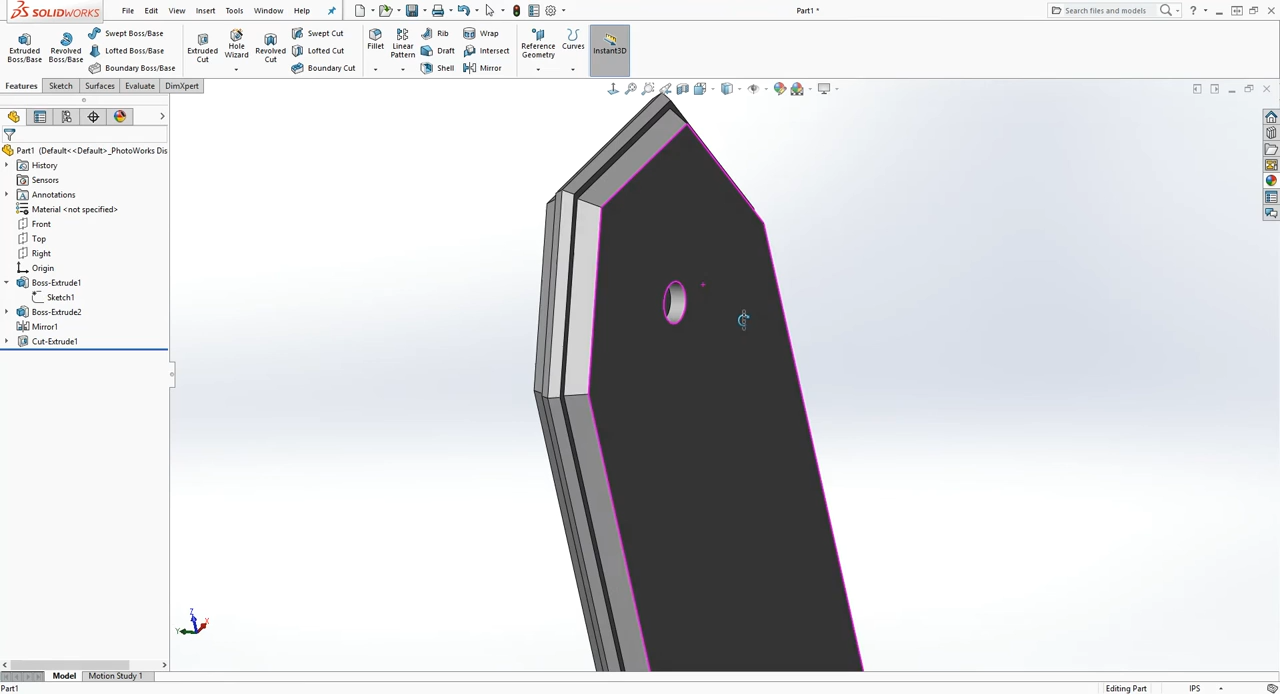 SOLIDWORKS File Edit View Insert Tools Window Help Part1 * Search files and models ?
Extruded Boss/Base
Revolved Boss/Base
Swept Boss/Base
Lofted Boss/Base
Boundary Boss/Base
Extruded Cut
Hole Wizard
Revolved Cut
Swept Cut
Lofted Cut
Boundary Cut
Fillet
Linear Pattern
Rib
Draft
Shell
Wrap
Intersect
Mirror
Reference Geometry
Curves
Instant3D
Features Sketch Surfaces Evaluate DimXpert
Part1 (Default<<Default>_PhotoWorks Dis
History
Sensors
Annotations
Material <not specified>
Front
Top
Right
Origin
Boss-Extrude1
Sketch1
Boss-Extrude2
Mirror1
Cut-Extrude1
Z
Y X
Model Motion Study 1
Part1 Editing Part IPS